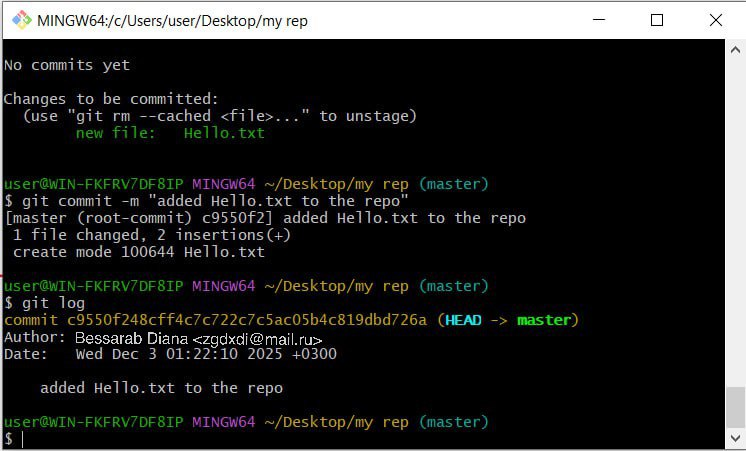 MINGW64:/c/Users/user/Desktop/my rep
No commits yet
Changes to be committed:
  (use "git rm --cached <file>..." to unstage)
        new file:   Hello.txt
user@WIN-FKFRV7DF8IP MINGW64 ~/Desktop/my rep (master)
$ git commit -m "added Hello.txt to the repo"
[master (root-commit) c9550f2] added Hello.txt to the repo
 1 file changed, 2 insertions(+)
 create mode 100644 Hello.txt
user@WIN-FKFRV7DF8IP MINGW64 ~/Desktop/my rep (master)
$ git log
commit c9550f248cff4c7c722c7c5ac05b4c819dbd726a (HEAD -> master)
Author: Bessarab Diana <zgdxdi@mail.ru>
Date:   Wed Dec 3 01:22:10 2025 +0300
    added Hello.txt to the repo
user@WIN-FKFRV7DF8IP MINGW64 ~/Desktop/my rep (master)
$